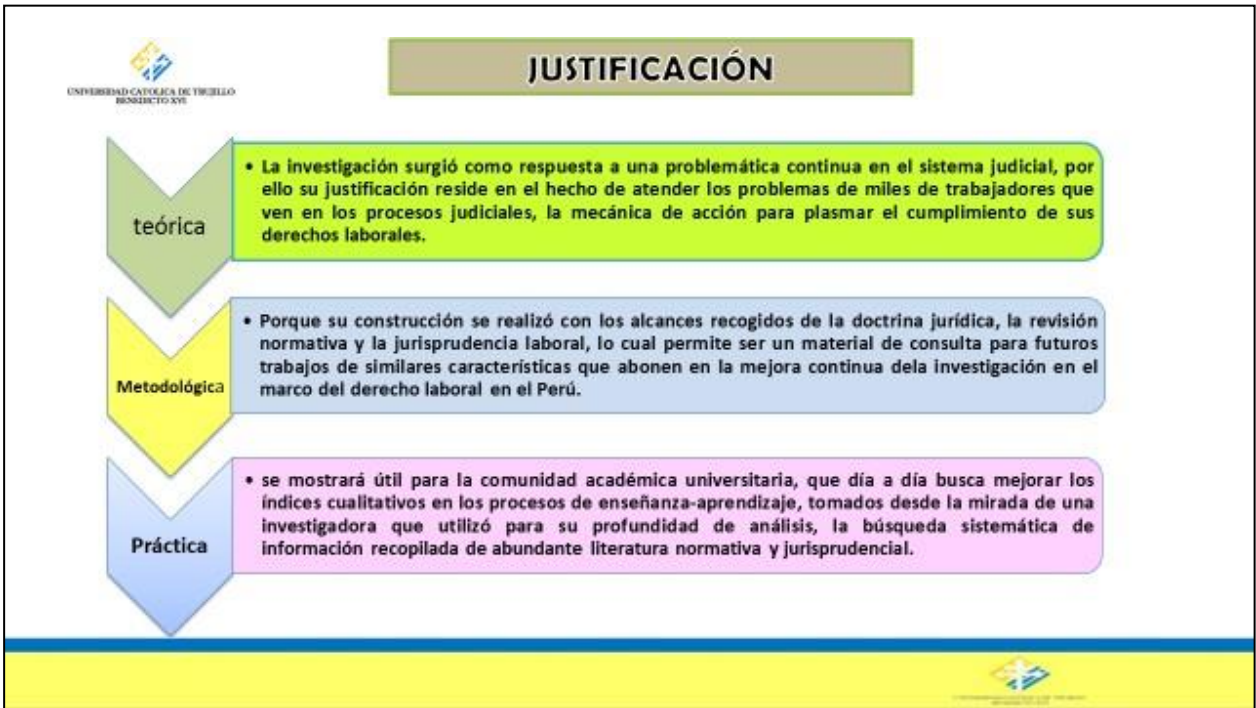 UNIVERSIDAD CATOLICA DE TRUJILLO
BENEDICTO XVI
JUSTIFICACIÓN
teórica
• La investigación surgió como respuesta a una problemática continua en el sistema judicial, por
ello su justificación reside en el hecho de atender los problemas de miles de trabajadores que
ven en los procesos judiciales, la mecánica de acción para plasmar el cumplimiento de sus
derechos laborales.
Metodológica
• Porque su construcción se realizó con los alcances recogidos de la doctrina jurídica, la revisión
normativa y la jurisprudencia laboral, lo cual permite ser un material de consulta para futuros
trabajos de similares características que abonen en la mejora continua dela investigación en el
marco del derecho laboral en el Perú.
Práctica
• se mostrará útil para la comunidad académica universitaria, que día a día busca mejorar los
índices cualitativos en los procesos de enseñanza-aprendizaje, tomados desde la mirada de una
investigadora que utilizó para su profundidad de análisis, la búsqueda sistemática de
información recopilada de abundante literatura normativa y jurisprudencial.